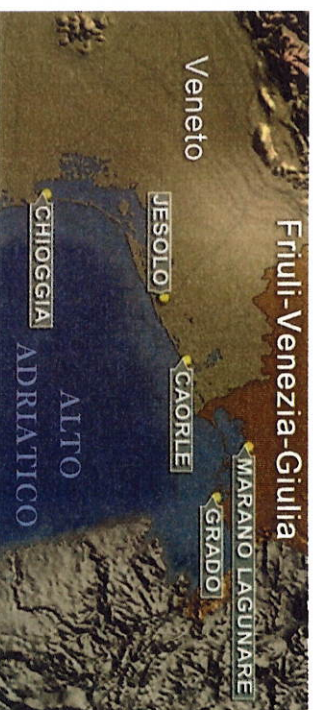 Friuli-Venezia-Giulia
Veneto
MARANO LAGUNARE
GRADO
CAORLE
JESOLO
CHIOGGIA
ALTO
ADRIATICO